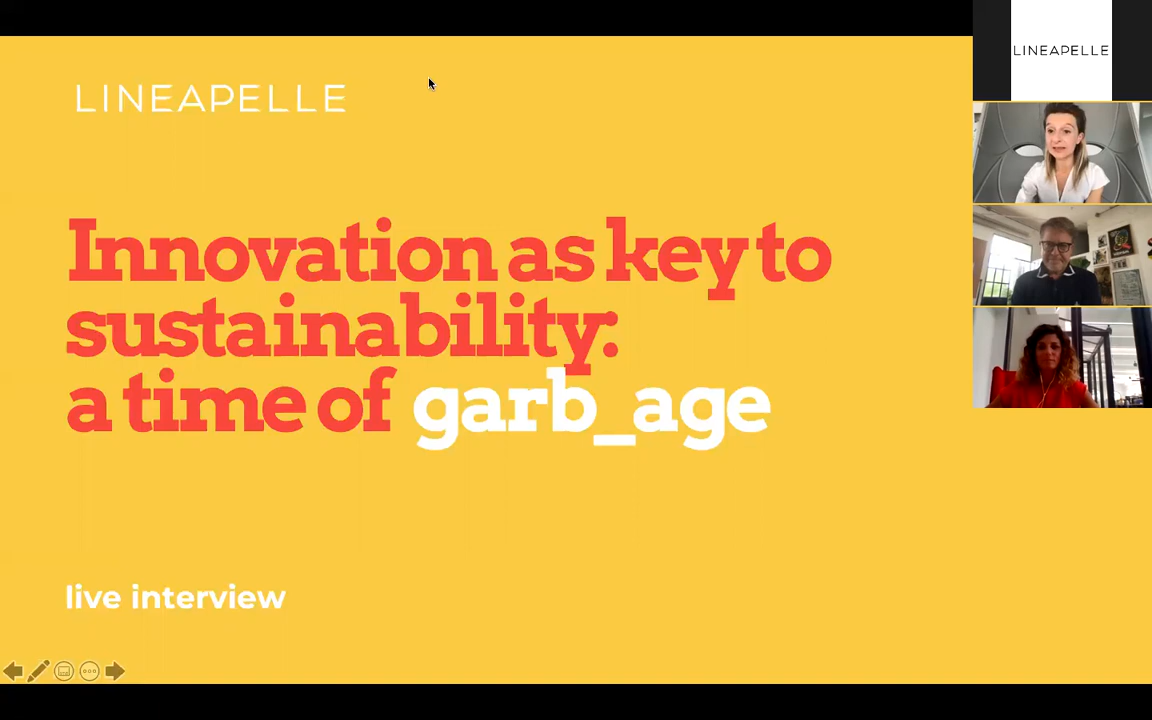 LINEAPELLE
LINEAPELLE
Innovation as key to
sustainability:
a time of garb_age
live interview